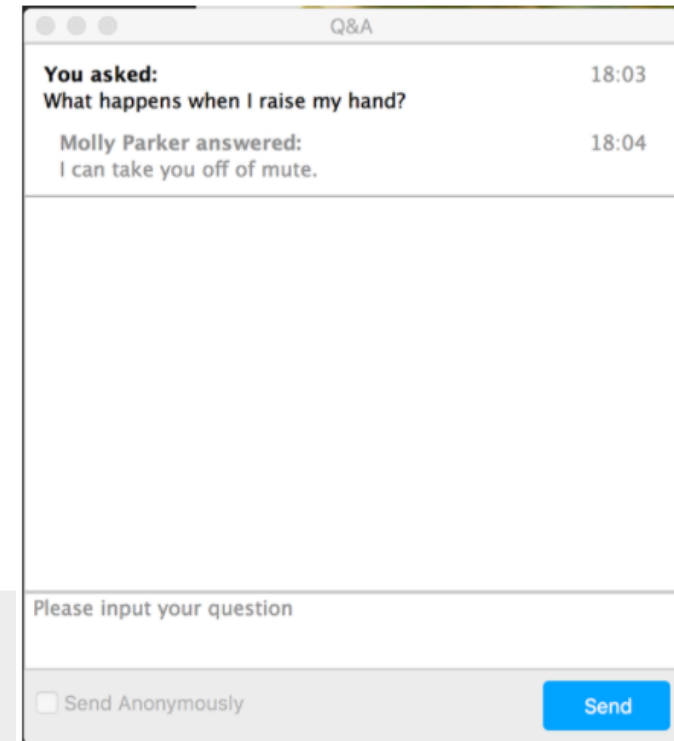 Q&A
You asked: 18:03
What happens when I raise my hand?
Molly Parker answered: 18:04
I can take you off of mute.
Please input your question
Send Anonymously Send